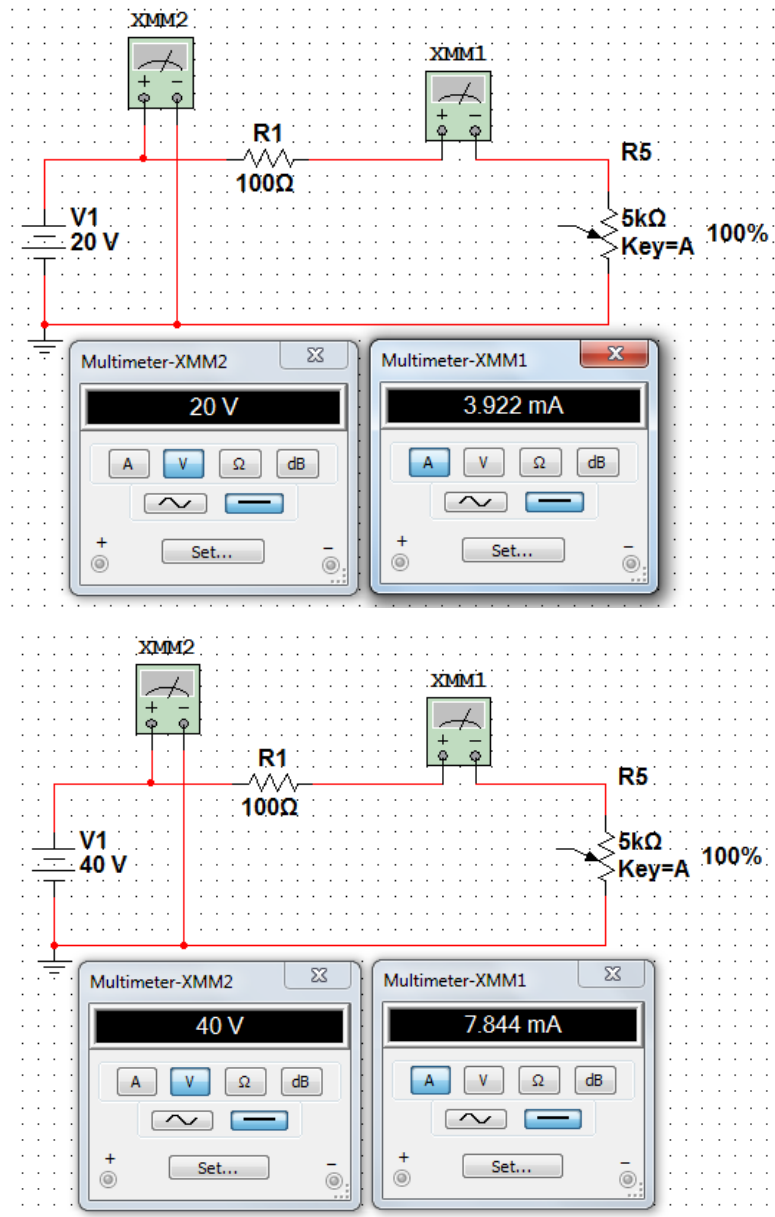 XMM2
XMM1
+ −
+ −
R1
100Ω
R5
V1
20 V
5kΩ
Key=A
100%
Multimeter-XMM2
20 V
A V Ω dB
+ Set... −
Multimeter-XMM1
3.922 mA
A V Ω dB
+ Set... −
XMM2
XMM1
+ −
+ −
R1
100Ω
R5
V1
40 V
5kΩ
Key=A
100%
Multimeter-XMM2
40 V
A V Ω dB
+ Set... −
Multimeter-XMM1
7.844 mA
A V Ω dB
+ Set... −